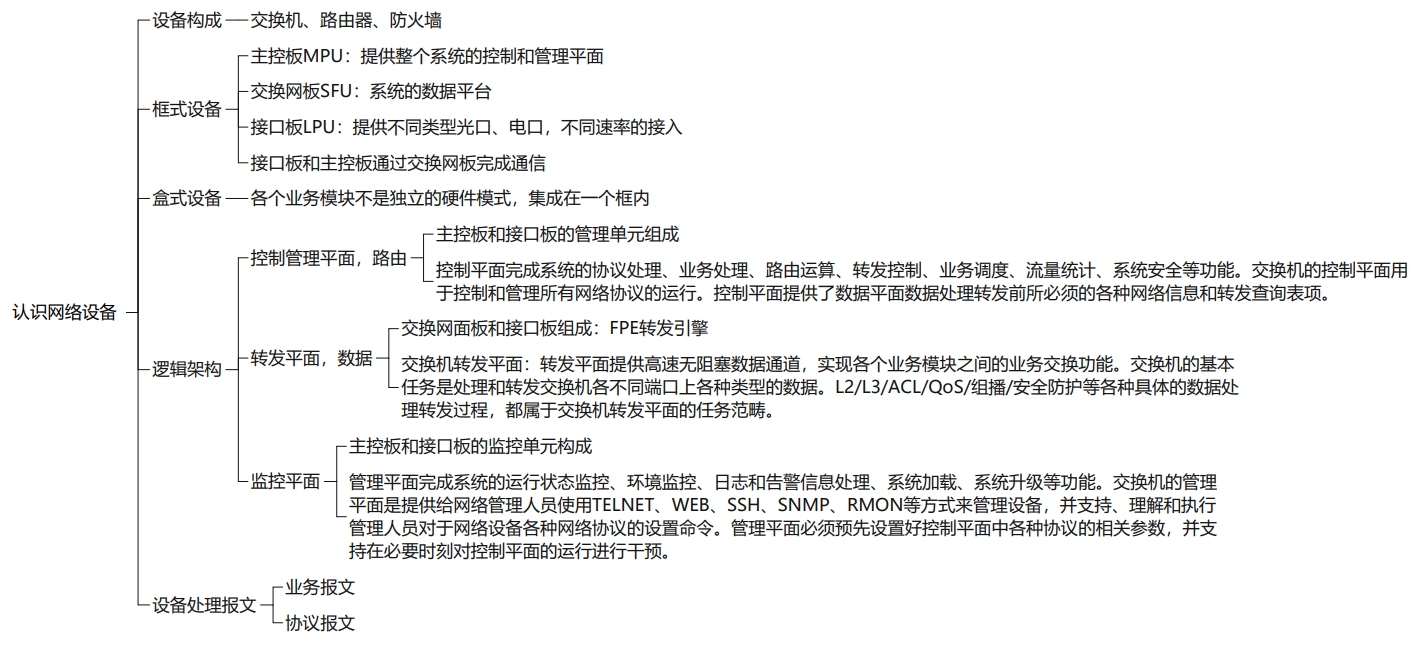 设备构成
交换机、路由器、防火墙
框式设备
主控板MPU：提供整个系统的控制和管理平面
交换网板SFU：系统的数据平台
接口板LPU：提供不同类型光口、电口，不同速率的接入
接口板和主控板通过交换网板完成通信
盒式设备
各个业务模块不是独立的硬件模式，集成在一个框内
认识网络设备
逻辑架构
控制管理平面，路由
主控板和接口板的管理单元组成
控制平面完成系统的协议处理、业务处理、路由运算、转发控制、业务调度、流量统计、系统安全等功能。交换机的控制平面用
于控制和管理所有网络协议的运行。控制平面提供了数据平面数据处理转发前所必须的各种网络信息和转发查询表项。
转发平面，数据
交换网面板和接口板组成：FPE转发引擎
交换机转发平面：转发平面提供高速无阻塞数据通道，实现各个业务模块之间的业务交换功能。交换机的基本
任务是处理和转发交换机各不同端口上各种类型的数据。L2/L3/ACL/QoS/组播/安全防护等各种具体的数据处
理转发过程，都属于交换机转发平面的任务范畴。
监控平面
主控板和接口板的监控单元构成
管理平面完成系统的运行状态监控、环境监控、日志和告警信息处理、系统加载、系统升级等功能。交换机的管理
平面是提供给网络管理人员使用TELNET、WEB、SSH、SNMP、RMON等方式来管理设备，并支持、理解和执行
管理人员对于网络设备各种网络协议的设置命令。管理平面必须预先设置好控制平面中各种协议的相关参数，并支
持在必要时刻对控制平面的运行进行干预。
设备处理报文
业务报文
协议报文